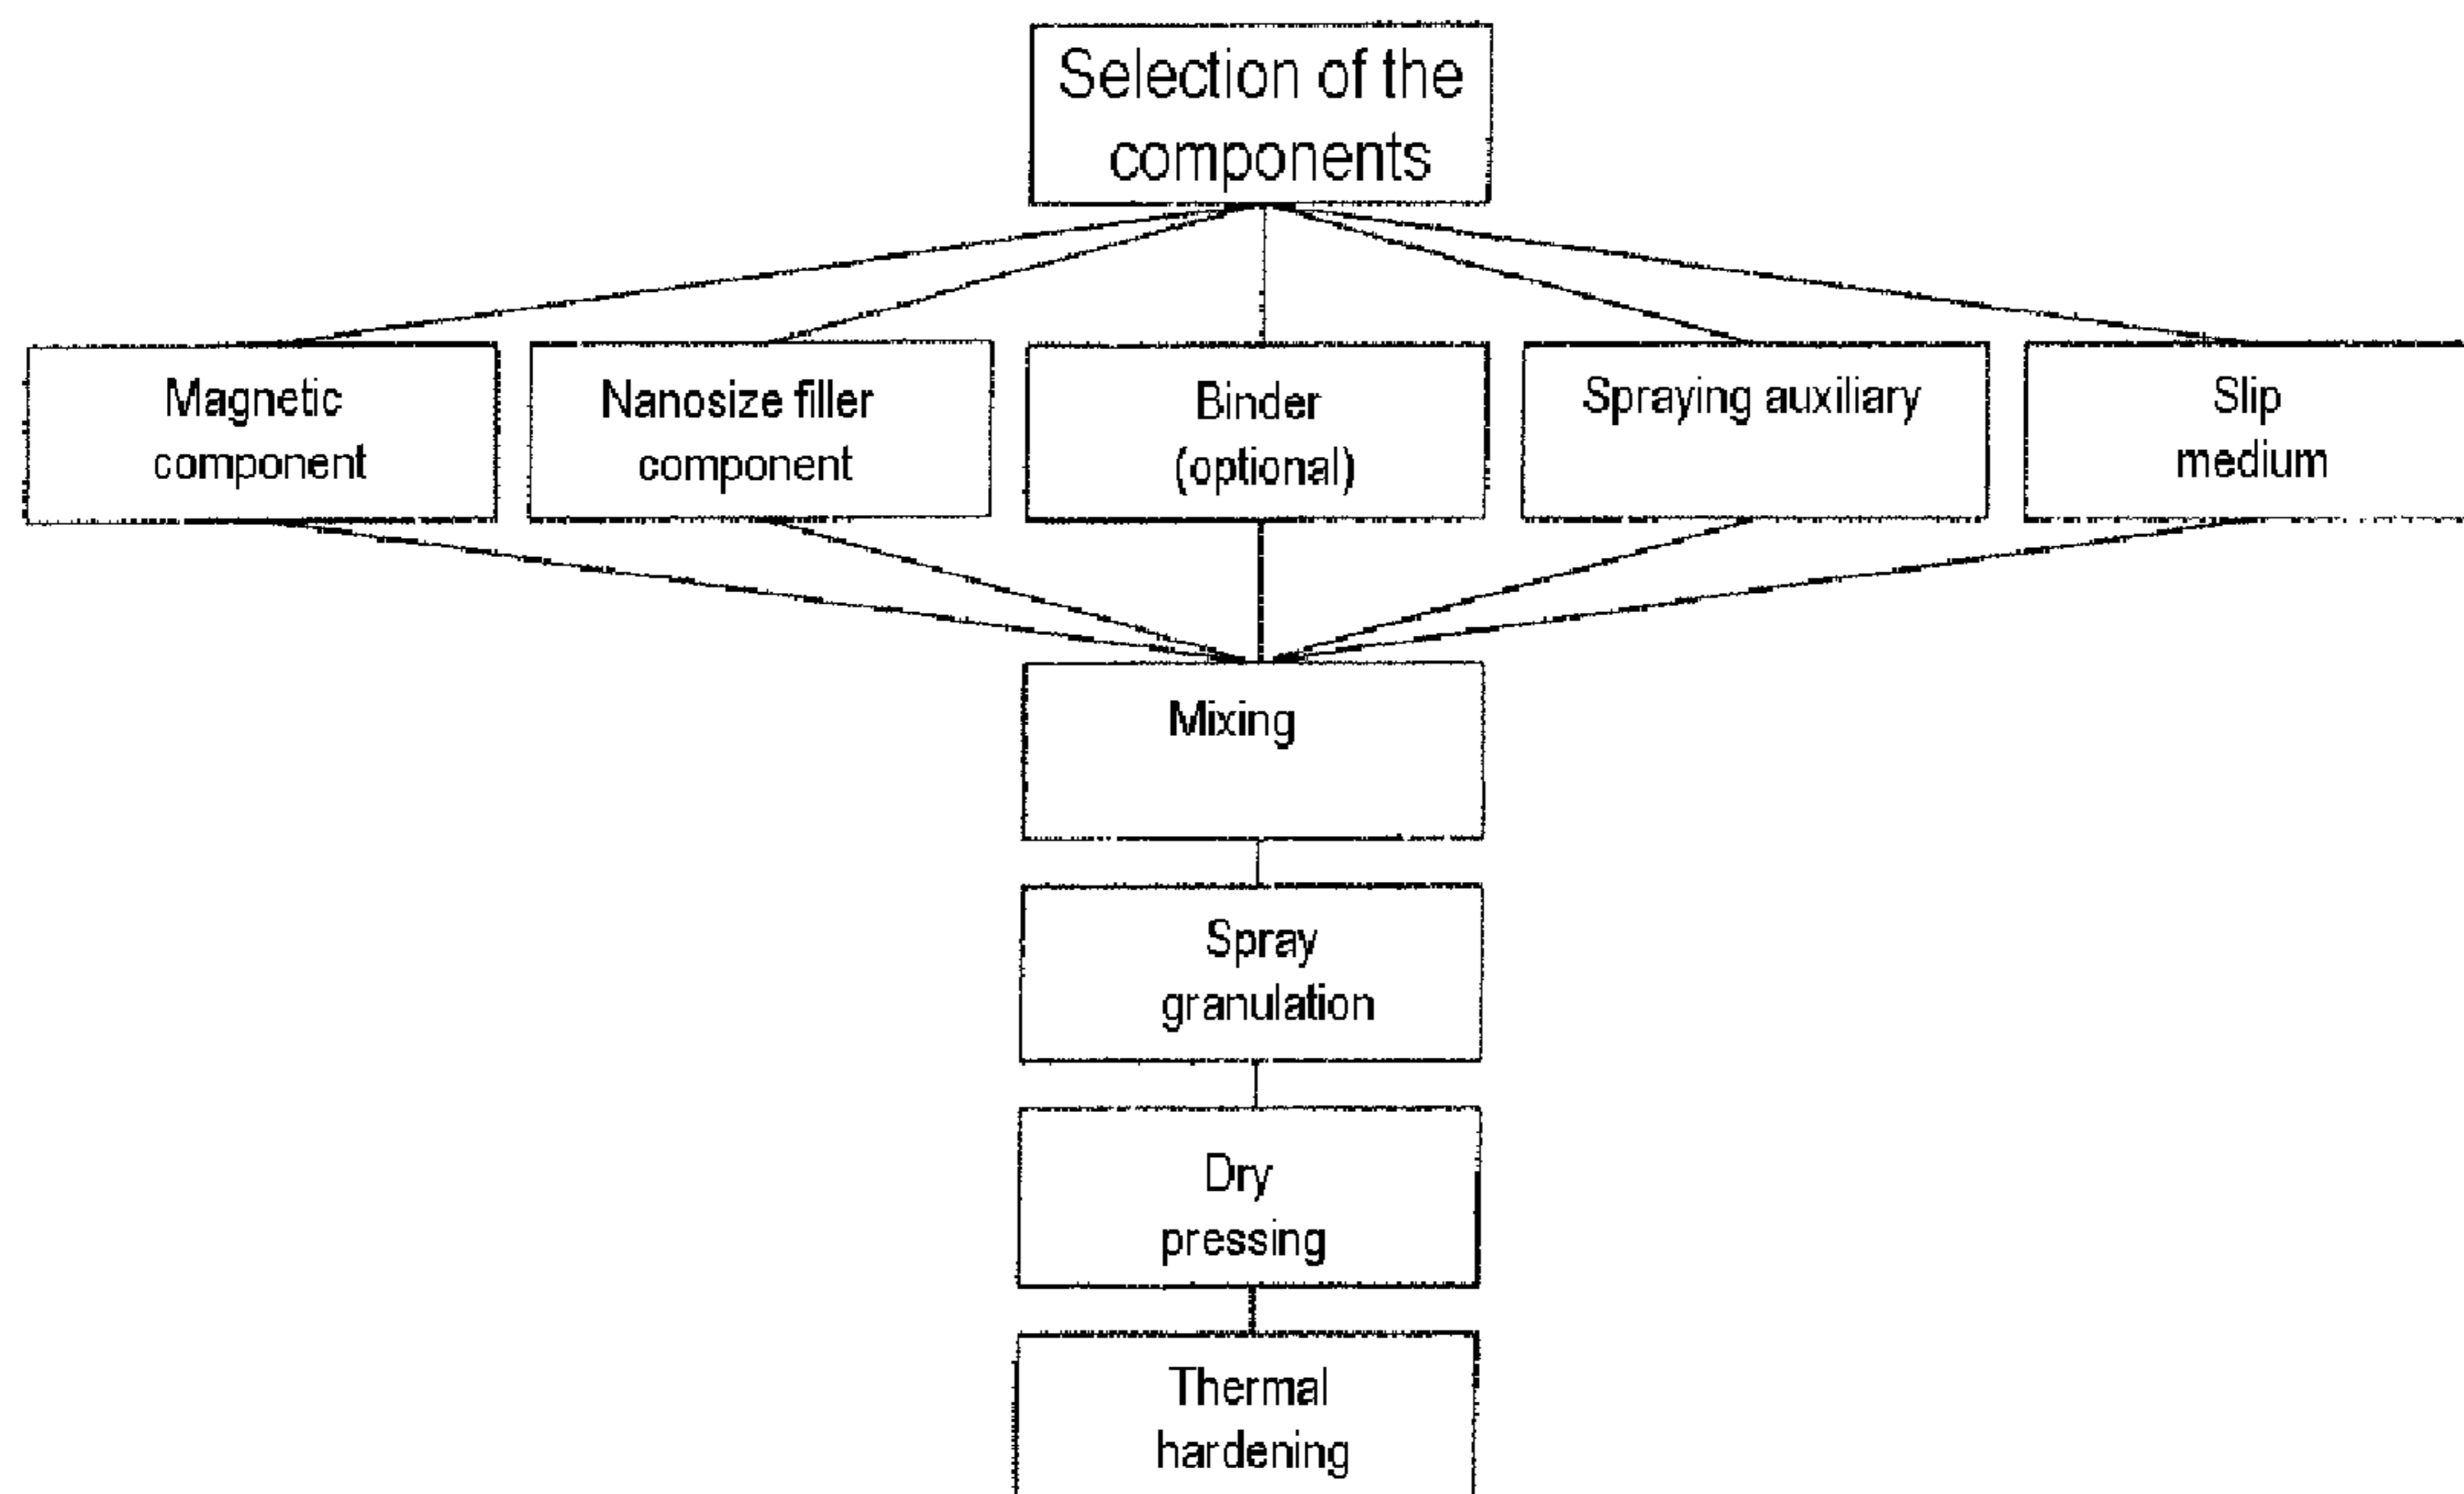 Selection of the
components
Magnetic
component
Nanosize filler
component
Binder
(optional)
Spraying auxiliary
Slip
medium
Mixing
Spray
granulation
Dry
pressing
Thermal
hardening